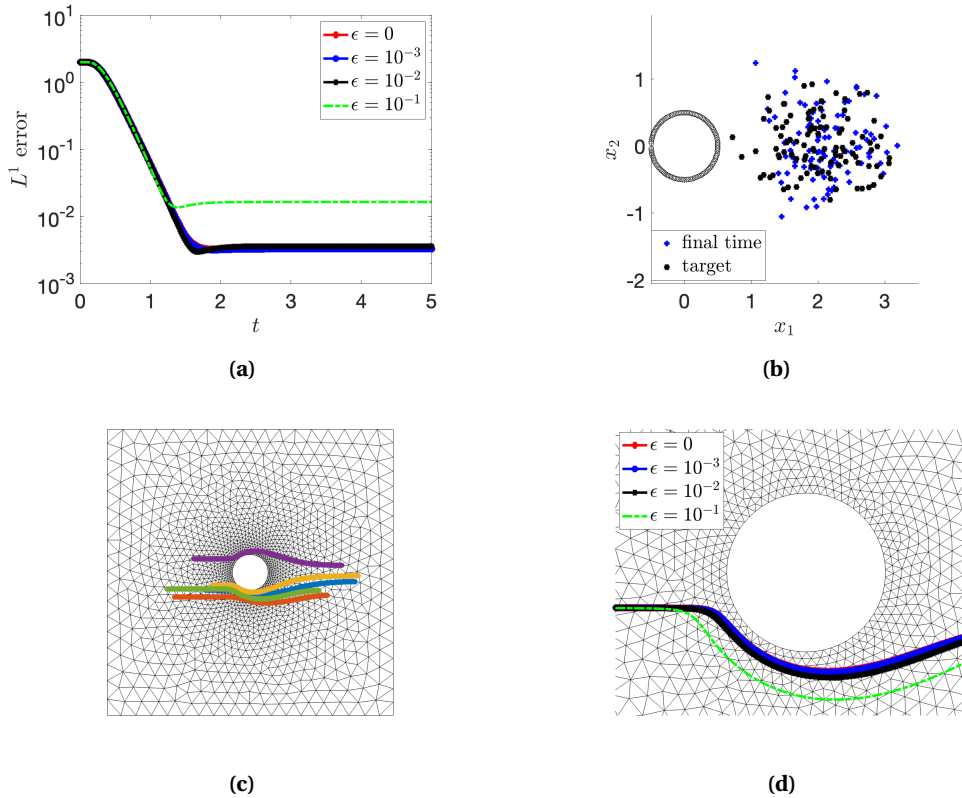 10^1
10^0
10^{-1}
10^{-2}
10^{-3}
L^1 error
0
1
2
3
4
5
t
ϵ = 0
ϵ = 10^{-3}
ϵ = 10^{-2}
ϵ = 10^{-1}
(a)
2
1
0
-1
-2
x_2
0
1
2
3
x_1
final time
target
(b)
(c)
ϵ = 0
ϵ = 10^{-3}
ϵ = 10^{-2}
ϵ = 10^{-1}
(d)